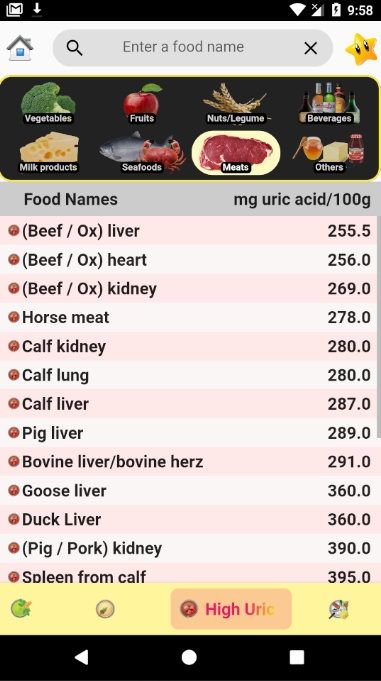 9:58
Enter a food name
Vegetables Fruits Nuts/Legume Beverages
Milk products Seafoods Meats Others
Food Names mg uric acid/100g
(Beef / Ox) liver 255.5
(Beef / Ox) heart 256.0
(Beef / Ox) kidney 269.0
Horse meat 278.0
Calf kidney 280.0
Calf lung 280.0
Calf liver 287.0
Pig liver 289.0
Bovine liver/bovine herz 291.0
Goose liver 360.0
Duck Liver 360.0
(Pig / Pork) kidney 390.0
Spleen from calf 395.0
High Uric